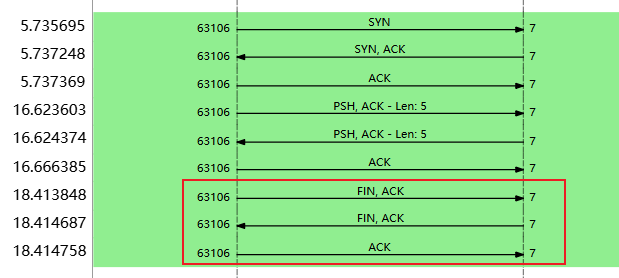 5.735695 63106 SYN 7
5.737248 63106 SYN, ACK 7
5.737369 63106 ACK 7
16.623603 63106 PSH, ACK - Len: 5 7
16.624374 63106 PSH, ACK - Len: 5 7
16.666385 63106 ACK 7
18.413848 63106 FIN, ACK 7
18.414687 63106 FIN, ACK 7
18.414758 63106 ACK 7